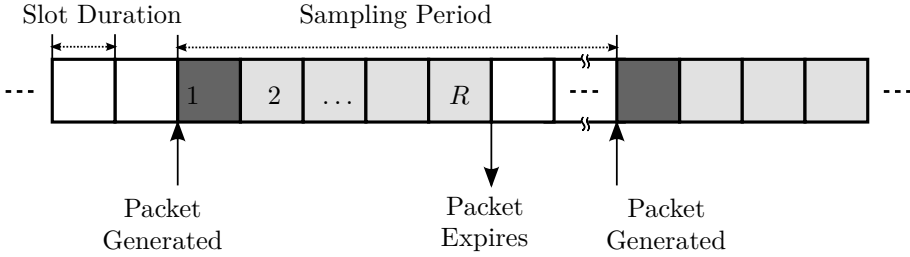 Slot Duration
Sampling Period
1 2 ... R
Packet Generated
Packet Expires
Packet Generated